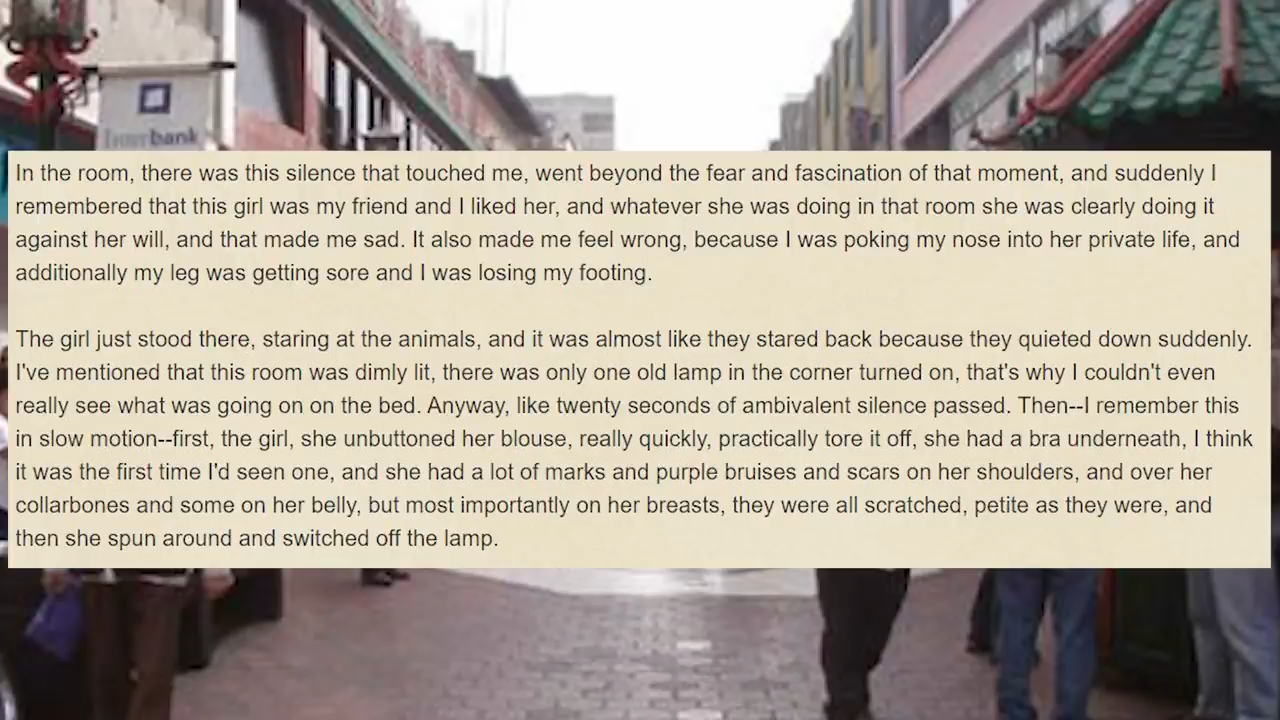 Interbank
In the room, there was this silence that touched me, went beyond the fear and fascination of that moment, and suddenly I
remembered that this girl was my friend and I liked her, and whatever she was doing in that room she was clearly doing it
against her will, and that made me sad. It also made me feel wrong, because I was poking my nose into her private life, and
additionally my leg was getting sore and I was losing my footing.
The girl just stood there, staring at the animals, and it was almost like they stared back because they quieted down suddenly.
I've mentioned that this room was dimly lit, there was only one old lamp in the corner turned on, that's why I couldn't even
really see what was going on on the bed. Anyway, like twenty seconds of ambivalent silence passed. Then--I remember this
in slow motion--first, the girl, she unbuttoned her blouse, really quickly, practically tore it off, she had a bra underneath, I think
it was the first time I'd seen one, and she had a lot of marks and purple bruises and scars on her shoulders, and over her
collarbones and some on her belly, but most importantly on her breasts, they were all scratched, petite as they were, and
then she spun around and switched off the lamp.